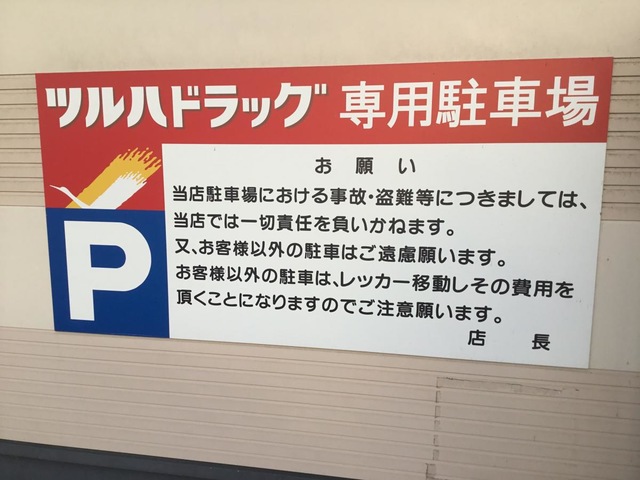 ツルハドラッグ 専用駐車場
お願い
当店駐車場における事故・盗難等につきましては、
当店では一切責任を負いかねます。
又、お客様以外の駐車はご遠慮願います。
お客様以外の駐車は、レッカー移動しその費用を
頂くことになりますのでご注意願います。
店長
P